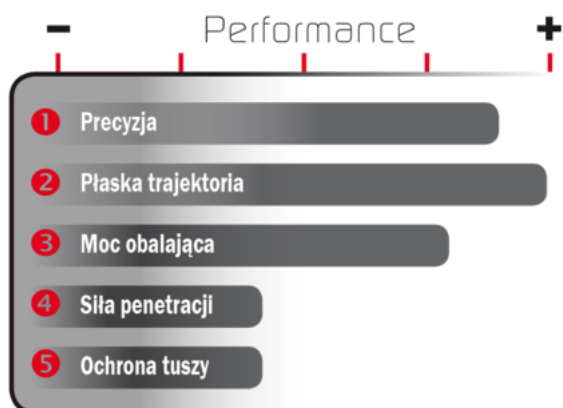 − Performance +
1 Precyzja
2 Płaska trajektoria
3 Moc obalająca
4 Siła penetracji
5 Ochrona tuszy